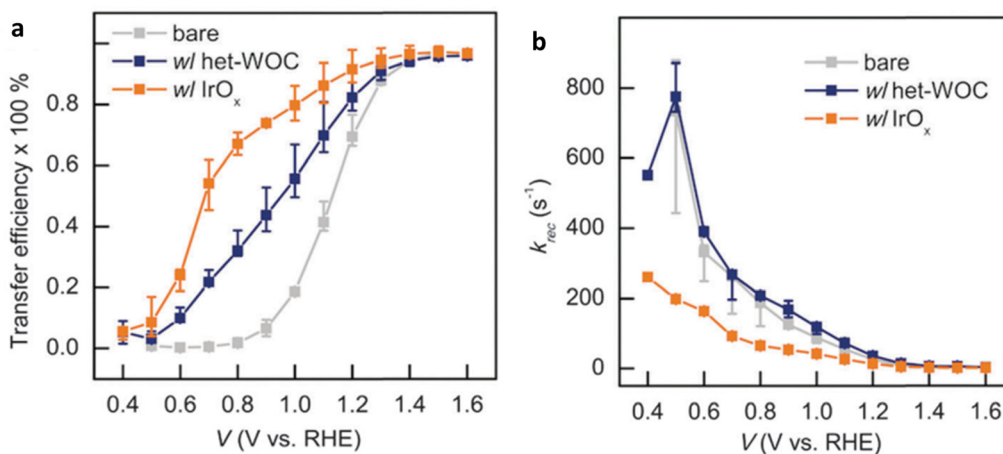 a
bare
w/ het-WOC
w/ IrOx
Transfer efficiency x 100 %
0.8
0.6
0.4
0.2
0.0
0.4 0.6 0.8 1.0 1.2 1.4 1.6
V (V vs. RHE)
b
bare
w/ het-WOC
w/ IrOx
krec (s-1)
800
600
400
200
0
0.4 0.6 0.8 1.0 1.2 1.4 1.6
V (V vs. RHE)